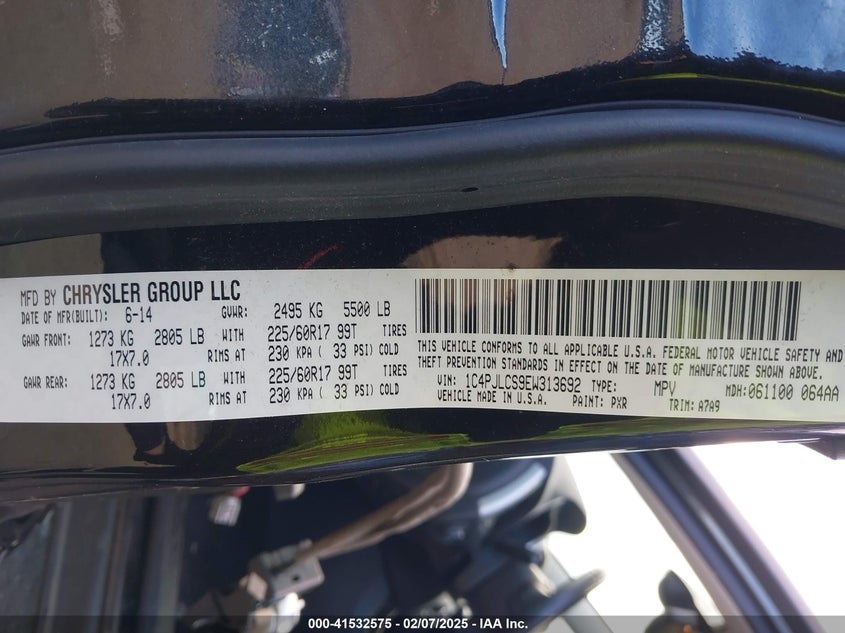 MFD BY CHRYSLER GROUP LLC
DATE OF MFR(BUILT): 6-14 GVWR: 2495 KG 5500 LB
GAWR FRONT: 1273 KG 2805 LB WITH 225/60R17 99T TIRES
17X7.0 RIMS AT 230 KPA ( 33 PSI) COLD
GAWR REAR: 1273 KG 2805 LB WITH 225/60R17 99T TIRES
17X7.0 RIMS AT 230 KPA ( 33 PSI) COLD
THIS VEHICLE CONFORMS TO ALL APPLICABLE U.S.A. FEDERAL MOTOR VEHICLE SAFETY AND
THEFT PREVENTION STANDARDS IN EFFECT ON THE DATE OF MANUFACTURE SHOWN ABOVE.
VIN: 1C4PJLCS9EW313692 TYPE: MPV MDH:061100 064AA
VEHICLE MADE IN U.S.A. PAINT: PXR TRIM: A7A9
000-41532575 - 02/07/2025 - IAA Inc.